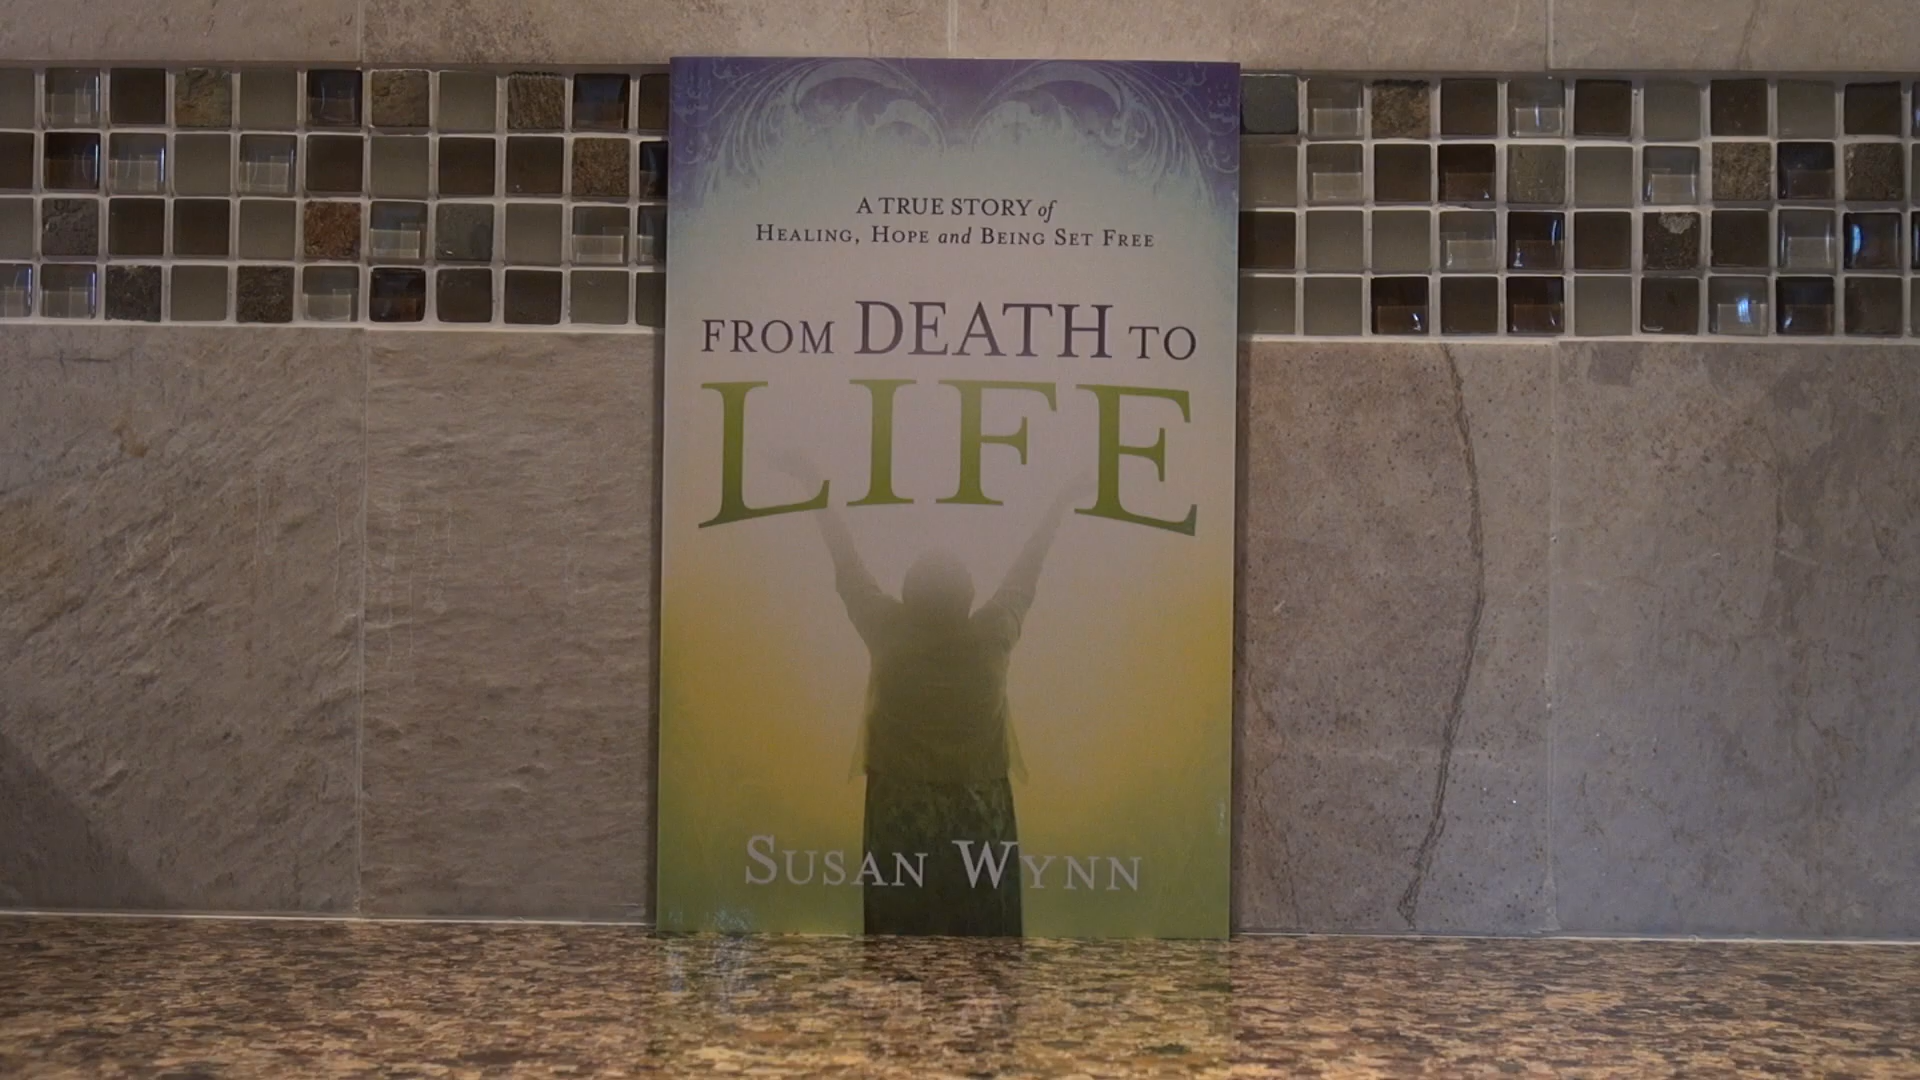 A TRUE STORY of
HEALING, HOPE and BEING SET FREE
FROM DEATH TO
LIFE
SUSAN WYNN